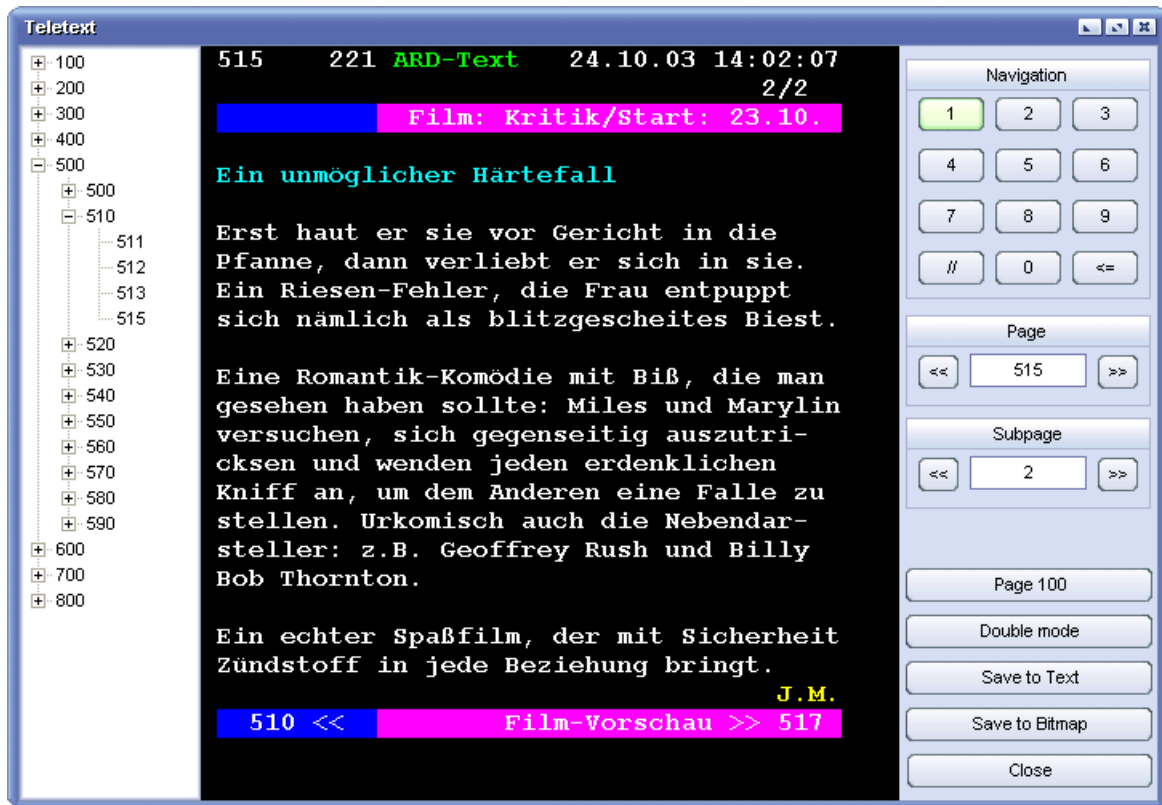 Teletext
100
200
300
400
500
500
510
511
512
513
515
520
530
540
550
560
570
580
590
600
700
800
515 221 ARD-Text 24.10.03 14:02:07
2/2
Film: Kritik/Start: 23.10.
Ein unmöglicher Härtefall
Erst haut er sie vor Gericht in die
Pfanne, dann verliebt er sich in sie.
Ein Riesen-Fehler, die Frau entpuppt
sich nämlich als blitzgescheites Biest.
Eine Romantik-Komödie mit Biß, die man
gesehen haben sollte: Miles und Marylin
versuchen, sich gegenseitig auszutri-
cksen und wenden jeden erdenklichen
Kniff an, um dem Anderen eine Falle zu
stellen. Urkomisch auch die Nebendar-
steller: z.B. Geoffrey Rush und Billy
Bob Thornton.
Ein echter Spaßfilm, der mit Sicherheit
Zündstoff in jede Beziehung bringt.
J.M.
510 << Film-Vorschau >> 517
Navigation
1 2 3
4 5 6
7 8 9
// 0 <=
Page
<< 515 >>
Subpage
<< 2 >>
Page 100
Double mode
Save to Text
Save to Bitmap
Close